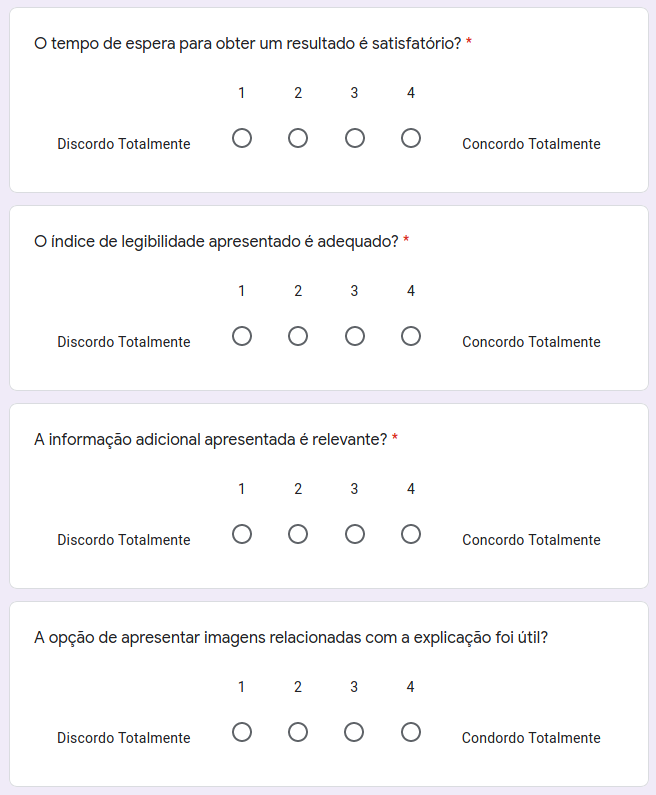 O tempo de espera para obter um resultado é satisfatório? *
1 2 3 4
Discordo Totalmente Concordo Totalmente
O índice de legibilidade apresentado é adequado? *
1 2 3 4
Discordo Totalmente Concordo Totalmente
A informação adicional apresentada é relevante? *
1 2 3 4
Discordo Totalmente Concordo Totalmente
A opção de apresentar imagens relacionadas com a explicação foi útil?
1 2 3 4
Discordo Totalmente Condordo Totalmente